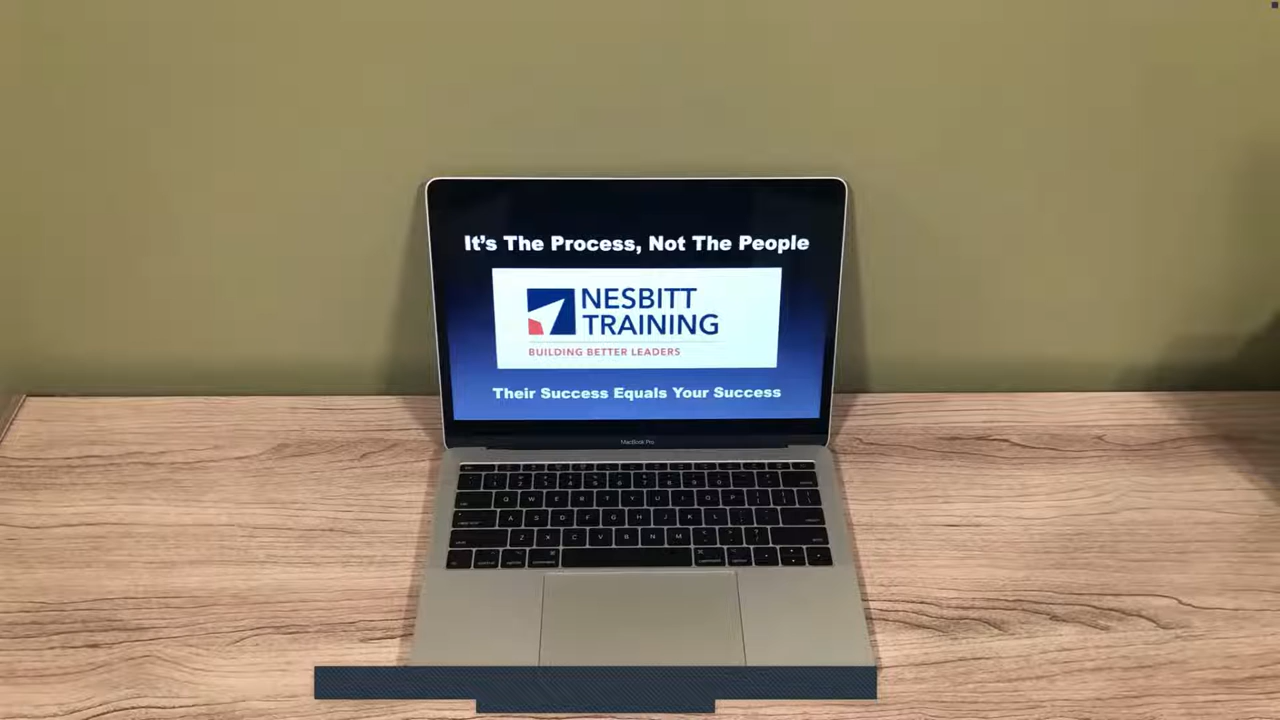 It's The Process, Not The People
NESBITT
TRAINING
BUILDING BETTER LEADERS
Their Success Equals Your Success
MacBook Pro
Q W E R T Y U I O P
A S D F G H J K L
Z X C V B N M